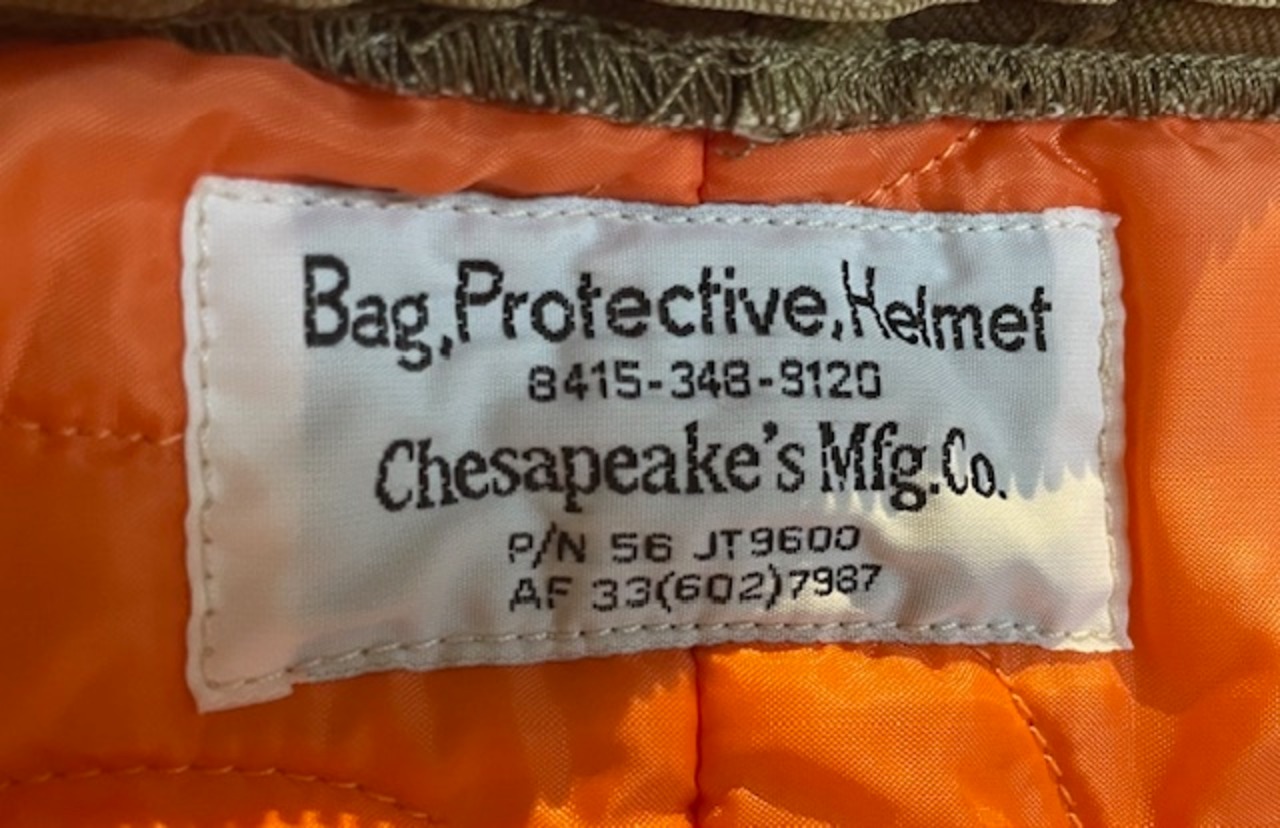 Bag,Protective,Helmet
8415-348-9120
Chesapeake's Mfg.Co.
P/N 56 JT9600
AF 33(602)7987